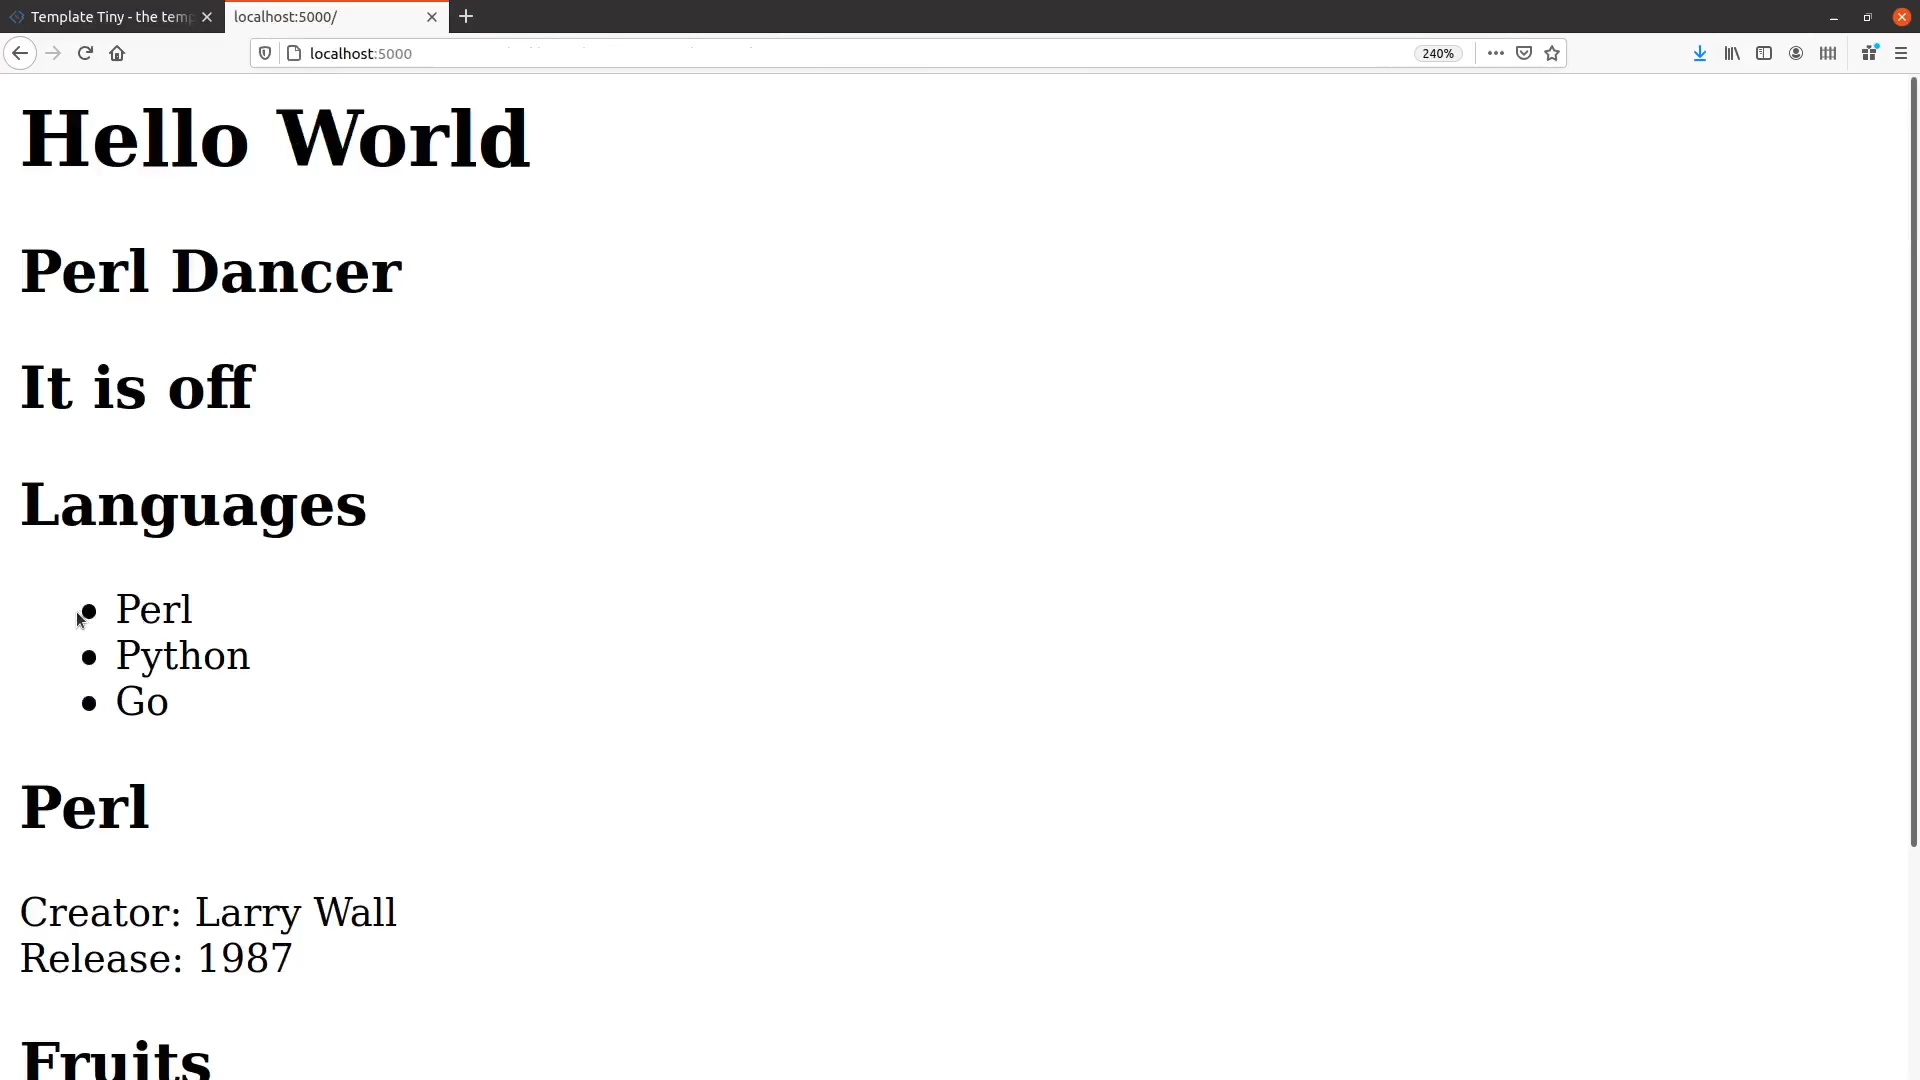 Template Tiny - the tem
localhost:5000/
localhost:5000
240%
Hello World
Perl Dancer
It is off
Languages
Perl
Python
Go
Perl
Creator: Larry Wall
Release: 1987
Fruits